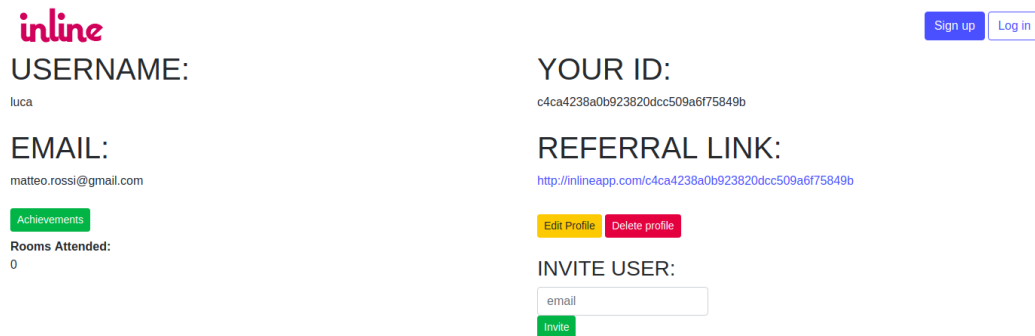 inline
Sign up
Log in
USERNAME:
luca
EMAIL:
matteo.rossi@gmail.com
Achievements
Rooms Attended:
0
YOUR ID:
c4ca4238a0b923820dcc509a6f75849b
REFERRAL LINK:
http://inlineapp.com/c4ca4238a0b923820dcc509a6f75849b
Edit Profile
Delete profile
INVITE USER:
email
Invite